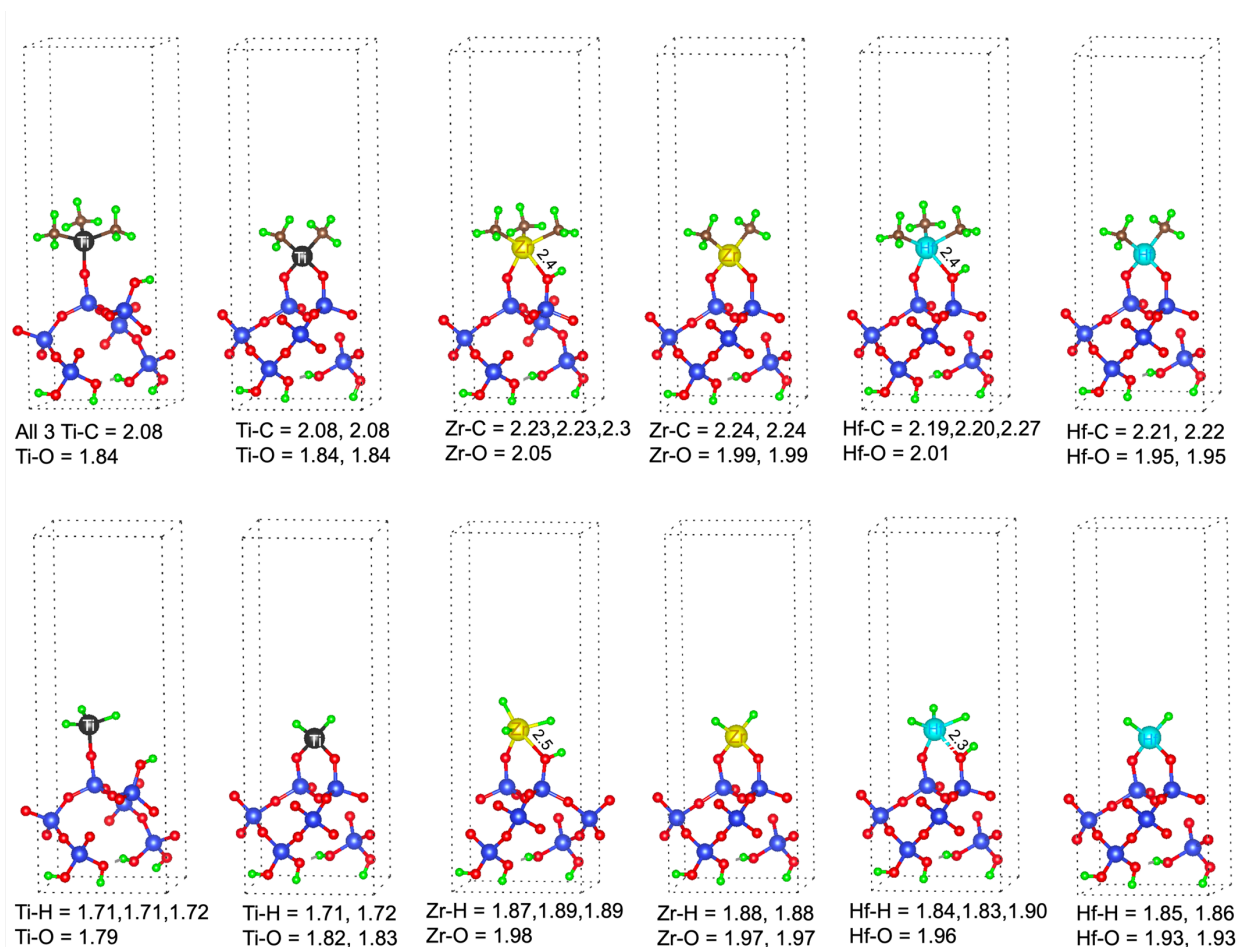 Ti
Ti
Zr
2.4
Zr
H
2.4
H
All 3 Ti-C = 2.08
Ti-O = 1.84
Ti-C = 2.08, 2.08
Ti-O = 1.84, 1.84
Zr-C = 2.23,2.23,2.3
Zr-O = 2.05
Zr-C = 2.24, 2.24
Zr-O = 1.99, 1.99
Hf-C = 2.19,2.20,2.27
Hf-O = 2.01
Hf-C = 2.21, 2.22
Hf-O = 1.95, 1.95
Ti
Ti
Zr
2.5
Zr
H
2.3
H
Ti-H = 1.71,1.71,1.72
Ti-O = 1.79
Ti-H = 1.71, 1.72
Ti-O = 1.82, 1.83
Zr-H = 1.87,1.89,1.89
Zr-O = 1.98
Zr-H = 1.88, 1.88
Zr-O = 1.97, 1.97
Hf-H = 1.84,1.83,1.90
Hf-O = 1.96
Hf-H = 1.85, 1.86
Hf-O = 1.93, 1.93